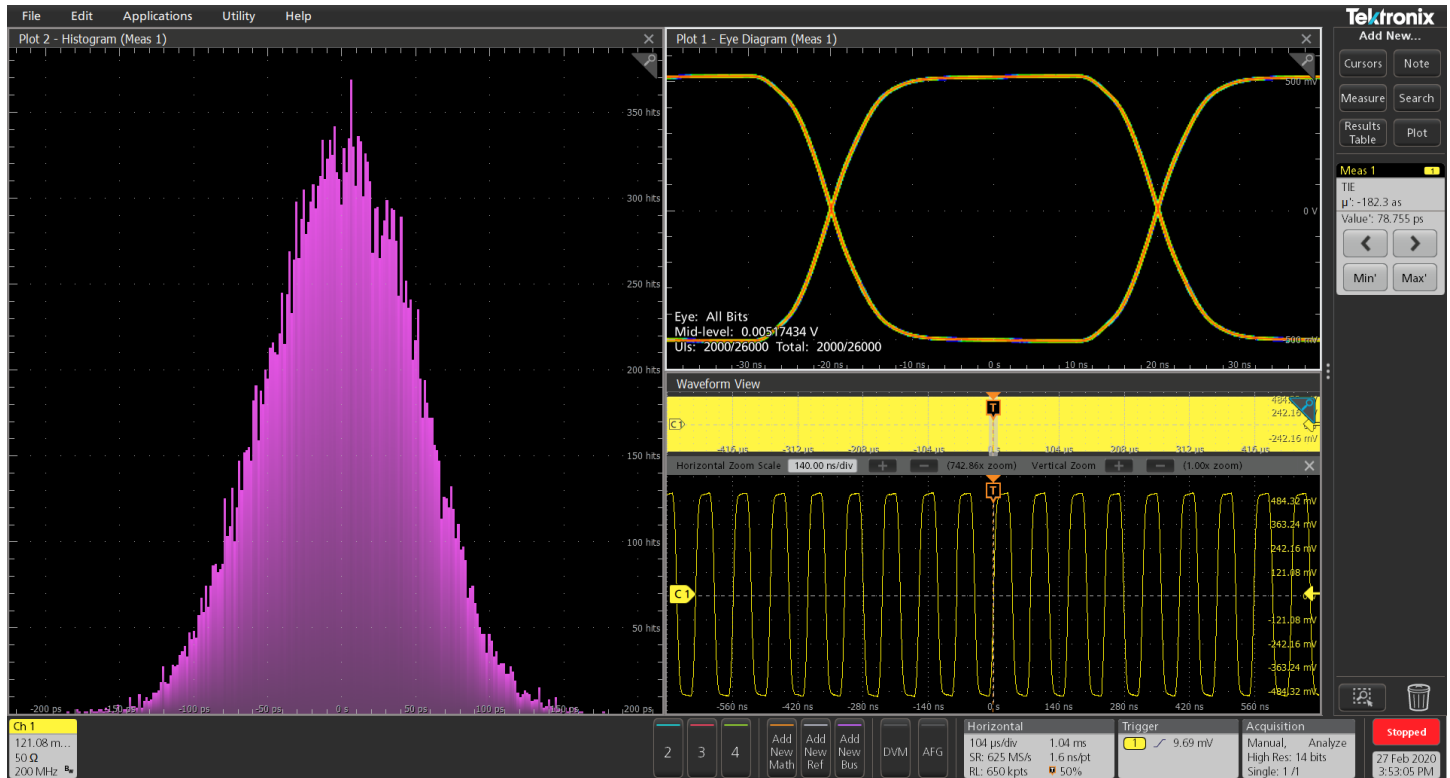 File Edit Applications Utility Help
Tektronix
Plot 2 - Histogram (Meas 1)
350 hits
300 hits
250 hits
200 hits
150 hits
100 hits
50 hits
-200 ps -150 ps -100 ps -50 ps 0 s 50 ps 100 ps 150 ps 200 ps
Plot 1 - Eye Diagram (Meas 1)
500 mV
0 V
-500 mV
Eye: All Bits
Mid-level: 0.00517434 V
UIs: 2000/26000 Total: 2000/26000
-30 ns -20 ns -10 ns 0 s 10 ns 20 ns 30 ns
Waveform View
T
C1
242.16 mV
-242.16 mV
-416 µs -312 µs -208 µs -104 µs 104 µs 208 µs 312 µs 416 µs
Horizontal Zoom Scale 140.00 ns/div + - (742.86x zoom) Vertical Zoom + - (1.00x zoom)
T
484.32 mV
363.24 mV
242.16 mV
121.08 mV
C 1
-121.08 mV
-242.16 mV
-363.24 mV
-484.32 mV
-560 ns -420 ns -280 ns -140 ns 0 s 140 ns 280 ns 420 ns 560 ns
Add New...
Cursors Note
Measure Search
Results
Table
Plot
Meas 1 1
TIE
µ': -182.3 as
Value': 78.755 ps
Min' Max'
Ch 1
121.08 m...
50 Ω
200 MHz
2 3 4
Add
New
Math
Add
New
Ref
Add
New
Bus
DVM AFG
Horizontal
104 µs/div 1.04 ms
SR: 625 MS/s 1.6 ns/pt
RL: 650 kpts 50%
Trigger
1 9.69 mV
Acquisition
Manual, Analyze
High Res: 14 bits
Single: 1 /1
Stopped
27 Feb 2020
3:53:05 PM